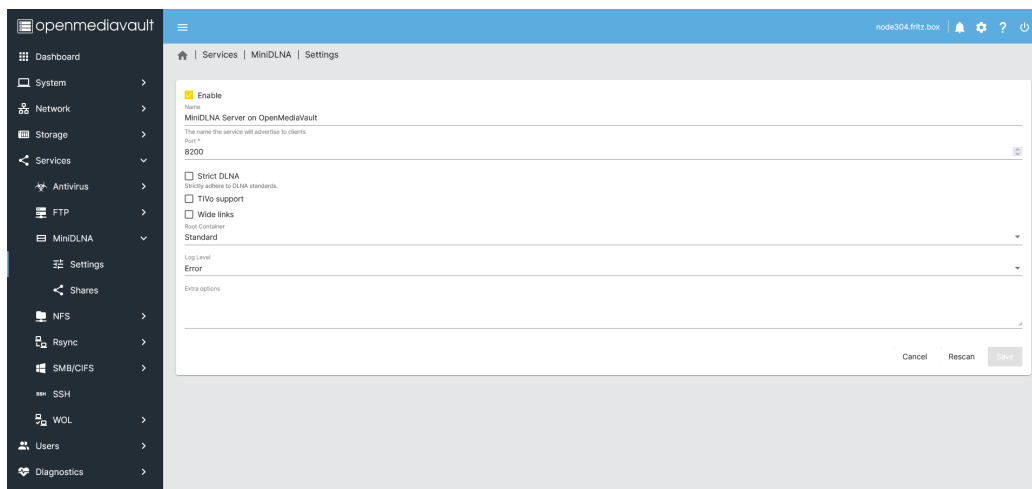 openmediavault
node304.fritz.box
Dashboard
System
Network
Storage
Services
Antivirus
FTP
MiniDLNA
Settings
Shares
NFS
Rsync
SMB/CIFS
SSH SSH
WOL
Users
Diagnostics
| Services | MiniDLNA | Settings
Enable
Name
MiniDLNA Server on OpenMediaVault
The name the service will advertise to clients.
Port *
8200
Strict DLNA
Strictly adhere to DLNA standards.
TiVo support
Wide links
Root Container
Standard
Log Level
Error
Extra options
Cancel Rescan Save